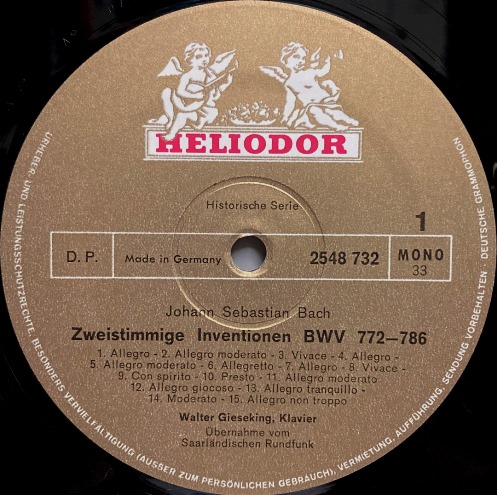 HELIODOR
Historische Serie
1
D. P.
Made in Germany
2548 732
MONO
33
Johann Sebastian Bach
Zweistimmige Inventionen BWV 772—786
1. Allegro - 2. Allegro moderato - 3. Vivace - 4. Allegro -
5. Allegro moderato - 6. Allegretto - 7. Allegro - 8. Vivace -
9. Con spirito - 10. Presto - 11. Allegro moderato
12. Allegro giocoso - 13. Allegro tranquillo -
14. Moderato - 15. Allegro non troppo
Walter Gieseking, Klavier
Übernahme vom
Saarländischen Rundfunk
URHEBER- UND LEISTUNGSSCHUTZRECHTE, BESONDERS VERVIELFÄLTIGUNG (AUSSER ZUM PERSÖNLICHEN GEBRAUCH), VERMIETUNG, AUFFÜHRUNG, SENDUNG VORBEHALTEN · DEUTSCHE GRAMMOPHON